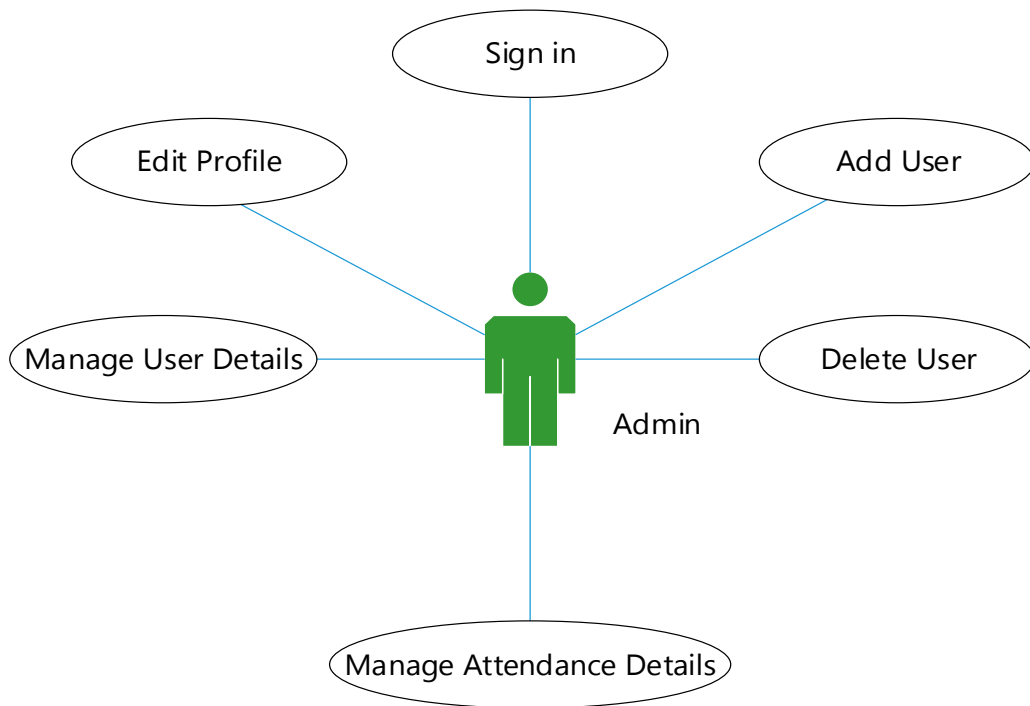 Sign in
Edit Profile
Add User
Manage User Details
Delete User
Admin
Manage Attendance Details